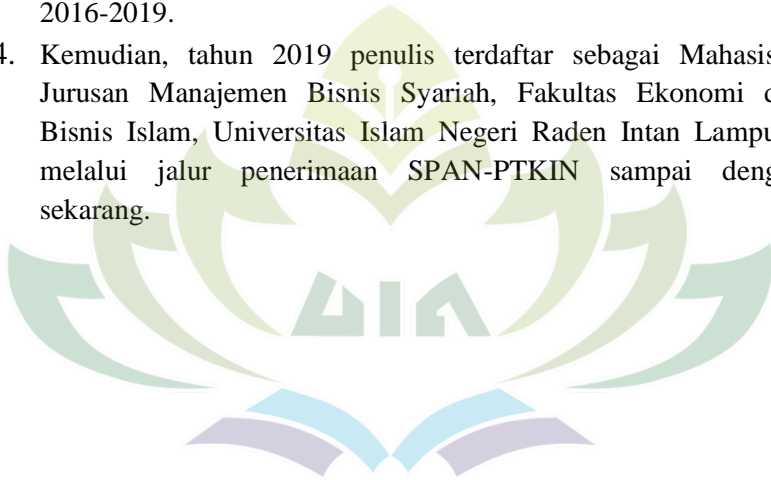 2016-2019.
4. Kemudian, tahun 2019 penulis terdaftar sebagai Mahasis
Jurusan Manajemen Bisnis Syariah, Fakultas Ekonomi d
Bisnis Islam, Universitas Islam Negeri Raden Intan Lampu
melalui jalur penerimaan SPAN-PTKIN sampai deng
sekarang.
UIN